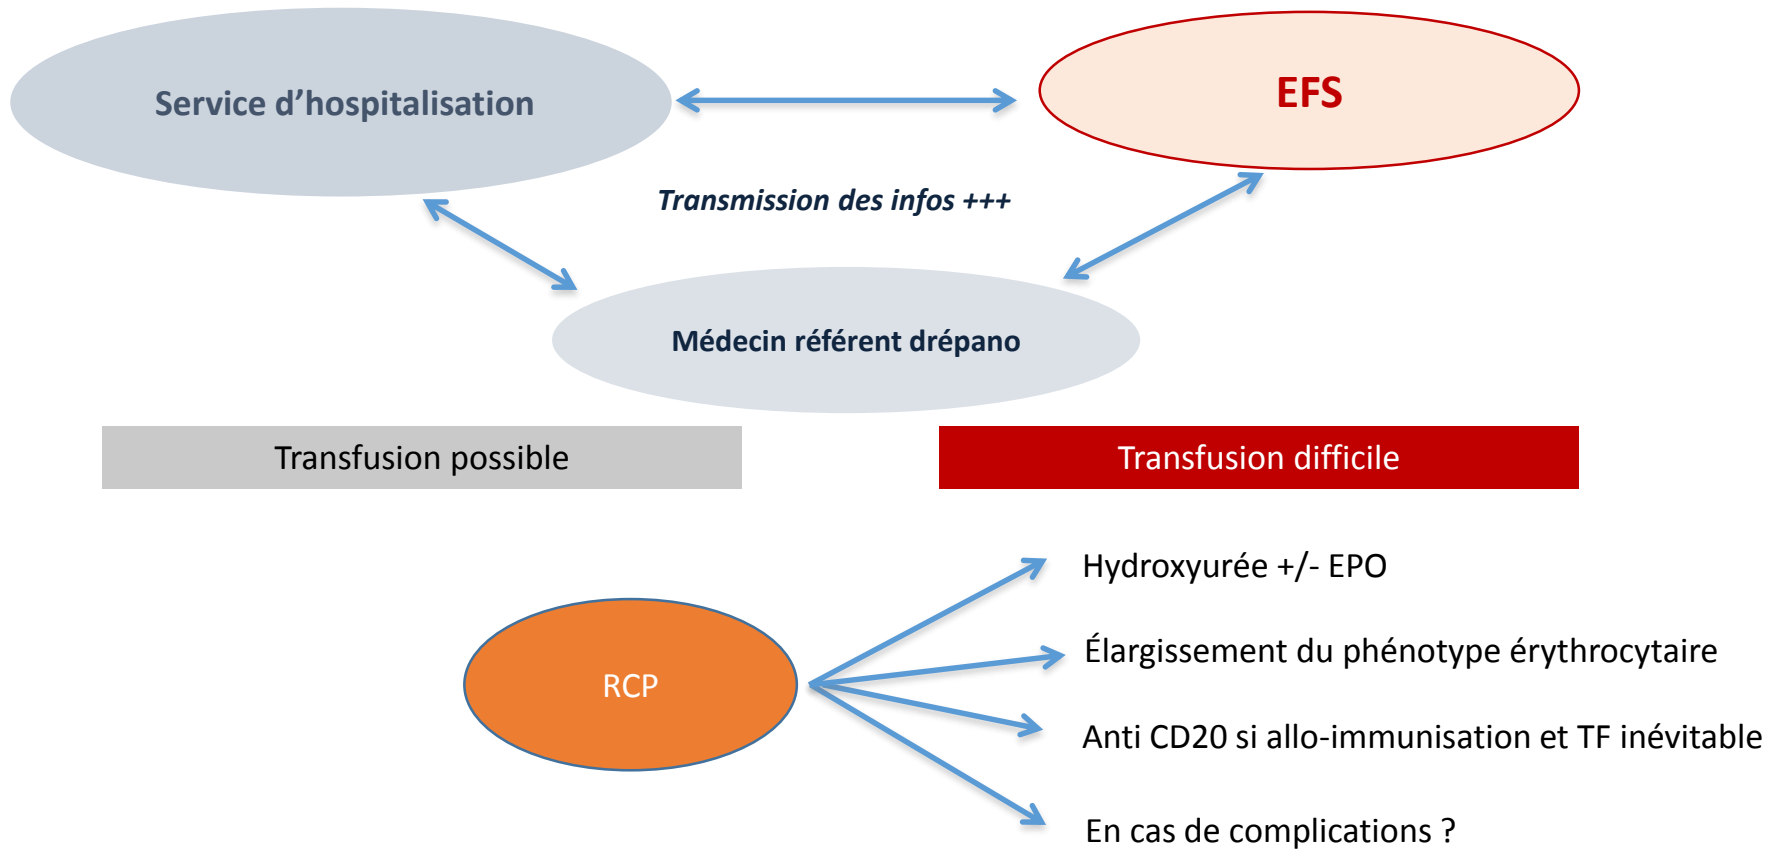 Service d’hospitalisation
EFS
Transmission des infos +++
Médecin référent drépano
Transfusion possible
Transfusion difficile
RCP
Hydroxyurée +/- EPO
Élargissement du phénotype érythrocytaire
Anti CD20 si allo-immunisation et TF inévitable
En cas de complications ?